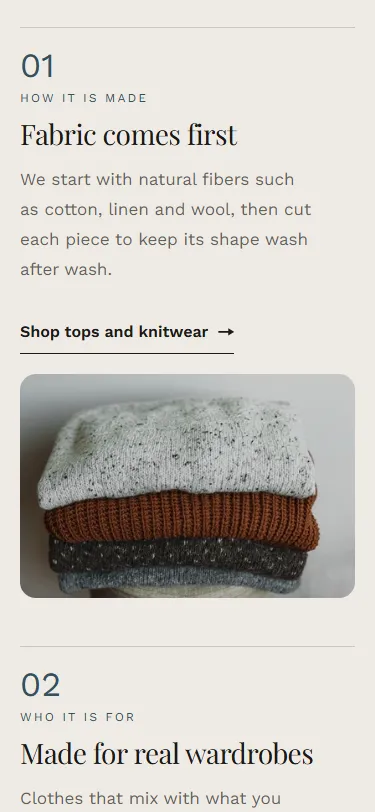 01
HOW IT IS MADE
Fabric comes first
We start with natural fibers such
as cotton, linen and wool, then cut
each piece to keep its shape wash
after wash.
Shop tops and knitwear →
02
WHO IT IS FOR
Made for real wardrobes
Clothes that mix with what you